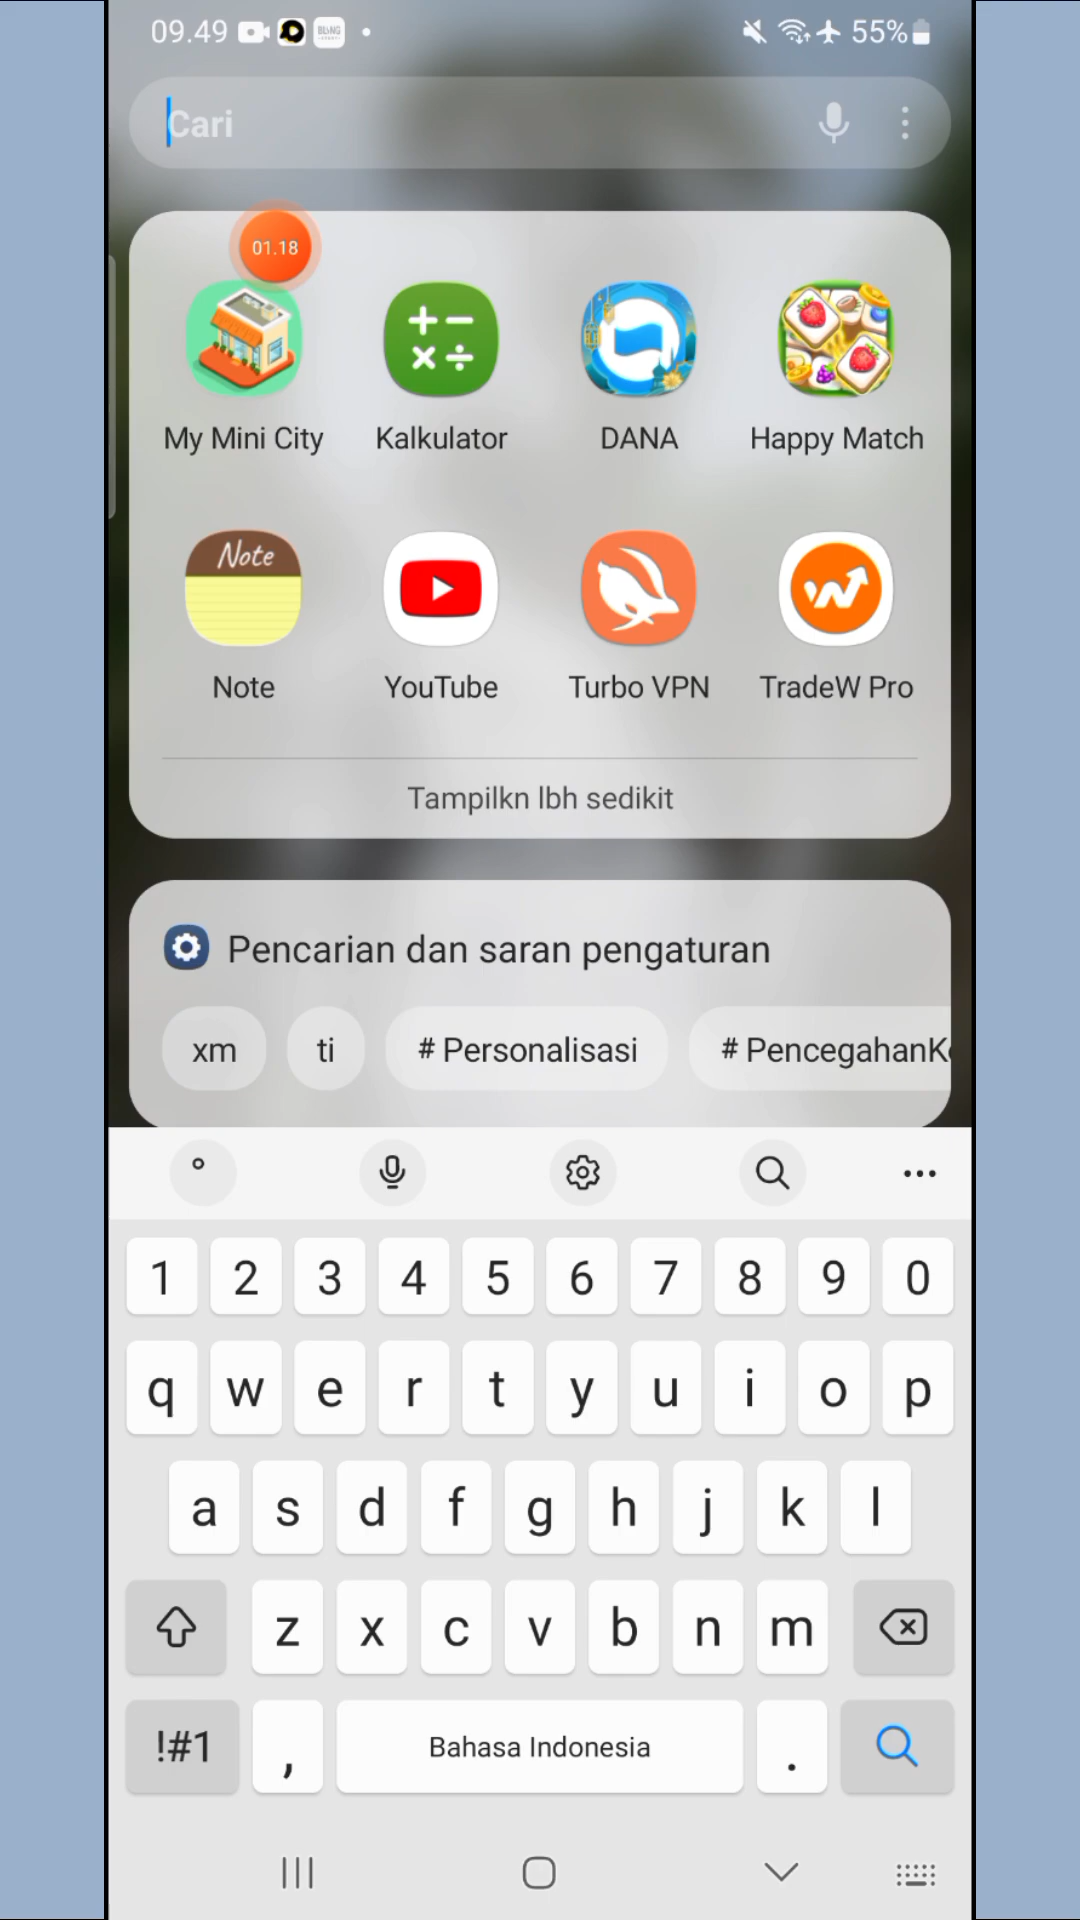 09.49
55%
Cari
01.18
My Mini City Kalkulator DANA Happy Match
Note
Note YouTube Turbo VPN TradeW Pro
Tampilkn lbh sedikit
Pencarian dan saran pengaturan
xm ti # Personalisasi # PencegahanK
1 2 3 4 5 6 7 8 9 0
q w e r t y u i o p
a s d f g h j k l
z x c v b n m
!#1 , Bahasa Indonesia .